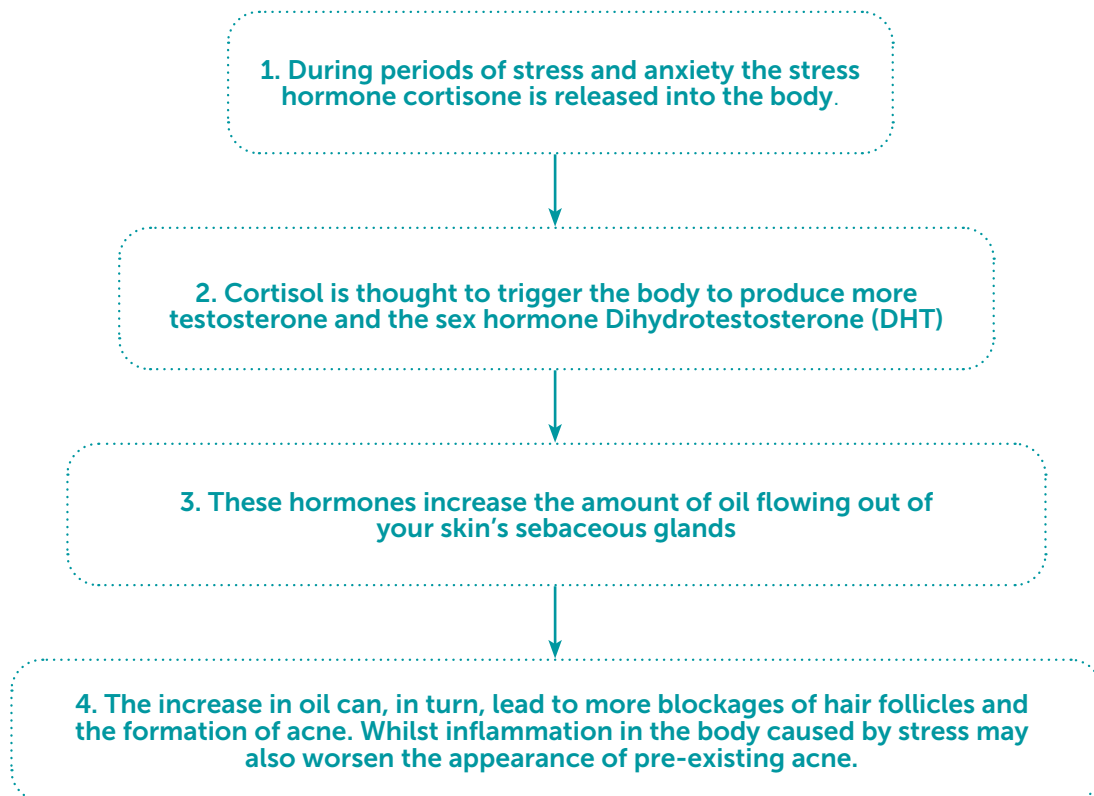 1. During periods of stress and anxiety the stress
hormone cortisone is released into the body.
2. Cortisol is thought to trigger the body to produce more
testosterone and the sex hormone Dihydrotestosterone (DHT)
3. These hormones increase the amount of oil flowing out of
your skin’s sebaceous glands
4. The increase in oil can, in turn, lead to more blockages of hair follicles and
the formation of acne. Whilst inflammation in the body caused by stress may
also worsen the appearance of pre-existing acne.